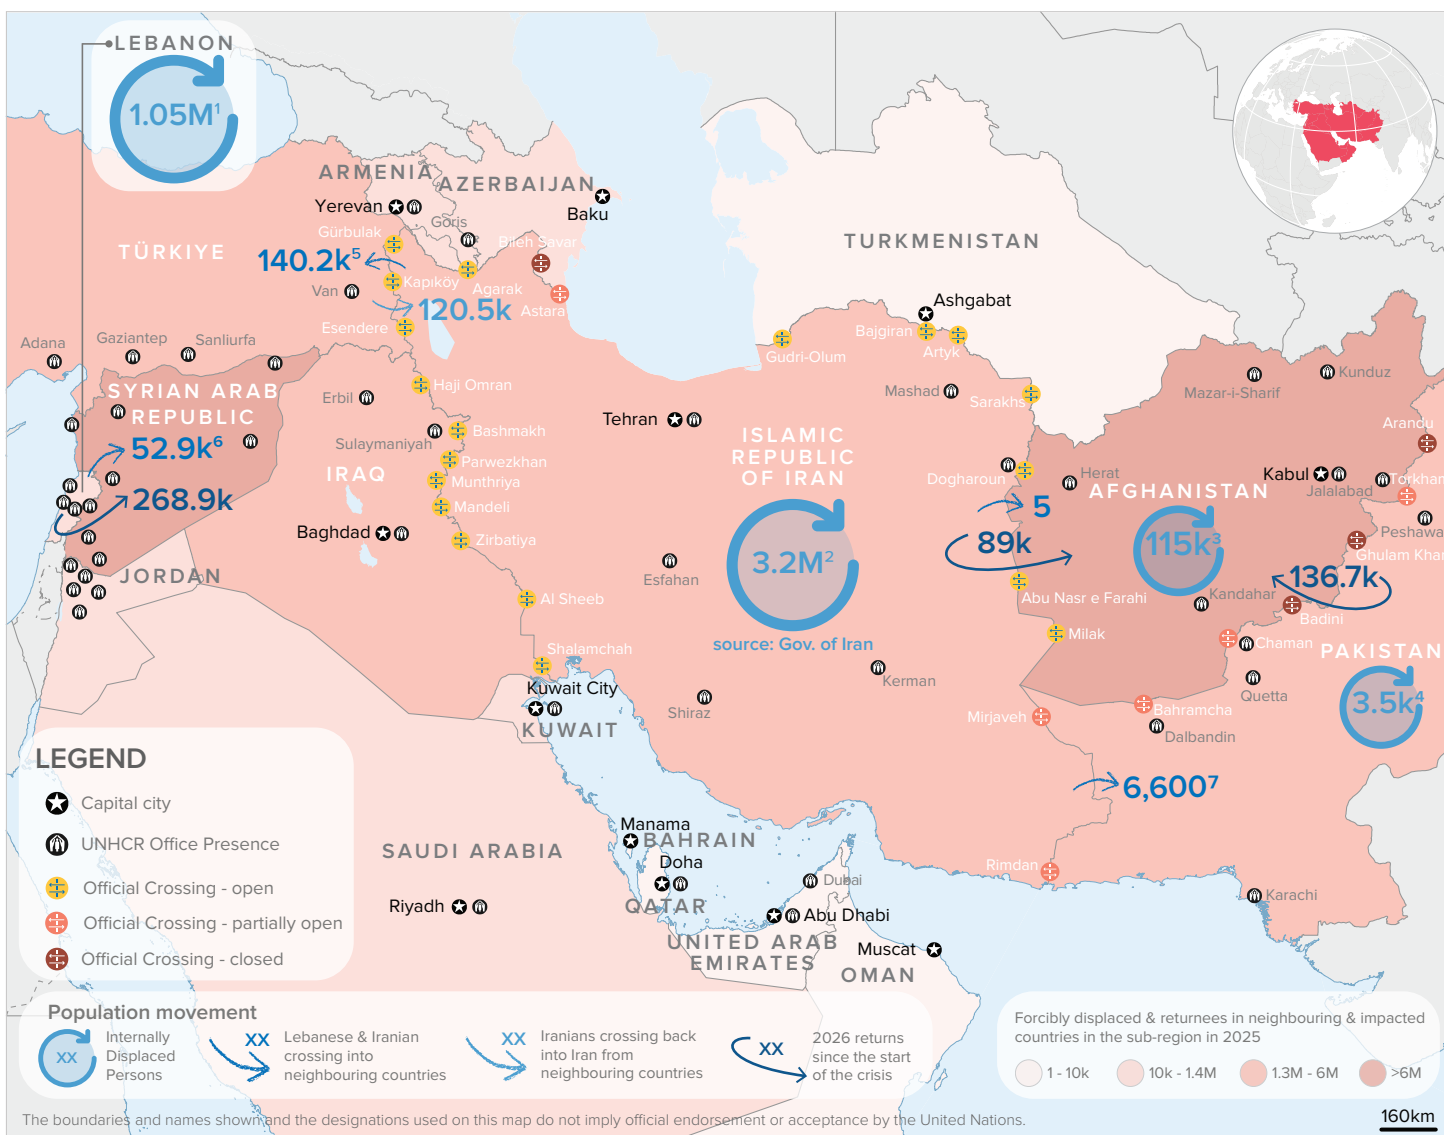 LEBANON
1.05M1
ARMENIA
AZERBAIJAN
Yerevan
Goris
Baku
Gürbulak
Bileh Savar
TÜRKIYE
TURKMENISTAN
140.2k5
Kapıköy
Agarak
Van
120.5k
Astara
Ashgabat
Esendere
Bajgiran
Artyk
Gudri-Olum
Adana
Gaziantep
Sanliurfa
SYRIAN ARAB
REPUBLIC
Haji Omran
Erbil
Mashad
Sarakhs
Mazar-i-Sharif
Kunduz
Tehran
Arandu
Sulaymaniyah
Bashmakh
52.9k6
ISLAMIC
REPUBLIC
OF IRAN
Parwezkhan
IRAQ
Munthriya
Dogharoun
Herat
Kabul
Jalalabad
Torkham
AFGHANISTAN
268.9k
Mandeli
5
Baghdad
Zirbatiya
Peshawa
89k
115k3
Ghulam Khan
3.2M2
Esfahan
JORDAN
136.7k
Al Sheeb
Abu Nasr e Farahi
Kandahar
Badini
source: Gov. of Iran
Milak
Chaman
PAKISTAN
Shalamchah
Kerman
Quetta
Kuwait City
Shiraz
3.5k4
KUWAIT
Mirjaveh
Bahramcha
Dalbandin
6,6007
LEGEND
Capital city
UNHCR Office Presence
Official Crossing - open
Official Crossing - partially open
Official Crossing - closed
Manama
BAHRAIN
SAUDI ARABIA
Doha
Rimdan
Dubai
Riyadh
QATAR
Karachi
Abu Dhabi
UNITED ARAB
EMIRATES
Muscat
OMAN
Population movement
XX
Internally
Displaced
Persons
XX
Lebanese & Iranian
crossing into
neighbouring countries
XX
Iranians crossing back
into Iran from
neighbouring countries
XX
2026 returns
since the start
of the crisis
Forcibly displaced & returnees in neighbouring & impacted
countries in the sub-region in 2025
1 - 10k
10k - 1.4M
1.3M - 6M
>6M
The boundaries and names shown and the designations used on this map do not imply official endorsement or acceptance by the United Nations.
160km